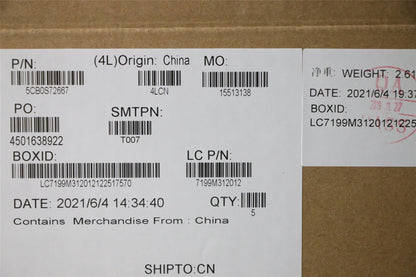 P/N:
(4L)Origin: China
MO:
5CB0S72667
4LCN
15513138
PO:
SMTPN:
4501638922
T007
BOXID:
LC P/N:
LC7199M312012122517570
7199M312012
DATE: 2021/6/4 14:34:40
QTY:
5
Contains Merchandise From : China
SHIPTO:CN
净重: WEIGHT: 2.61
DATE: 2021/6/4 19:37
BOXID:
LC7199M3120121225
QA